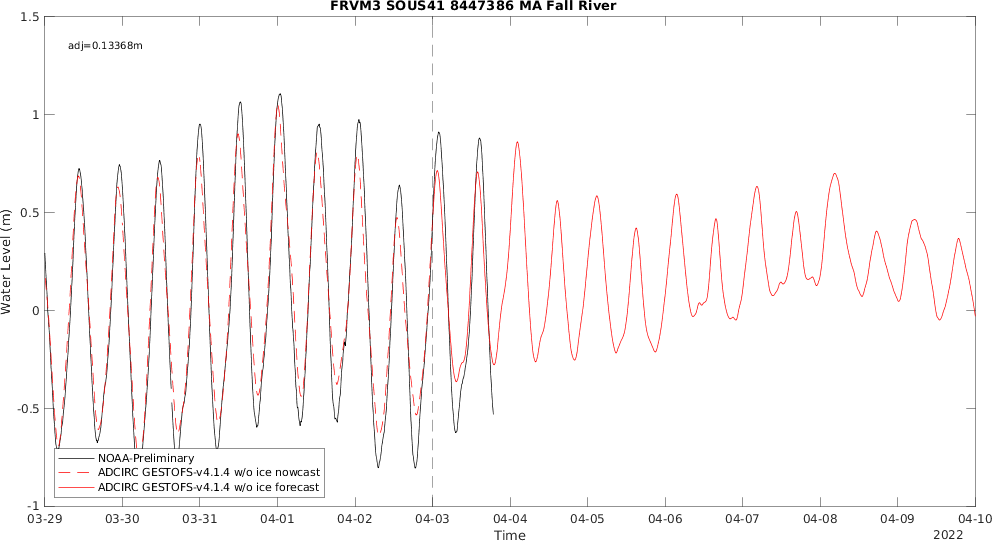 FRVM3 SOUS41 8447386 MA Fall River
adj=0.13368m
Water Level (m)
1.5
1
0.5
0
-0.5
-1
NOAA-Preliminary
ADCIRC GESTOFS-v4.1.4 w/o ice nowcast
ADCIRC GESTOFS-v4.1.4 w/o ice forecast
03-29 03-30 03-31 04-01 04-02 04-03 04-04 04-05 04-06 04-07 04-08 04-09 04-10
Time
2022